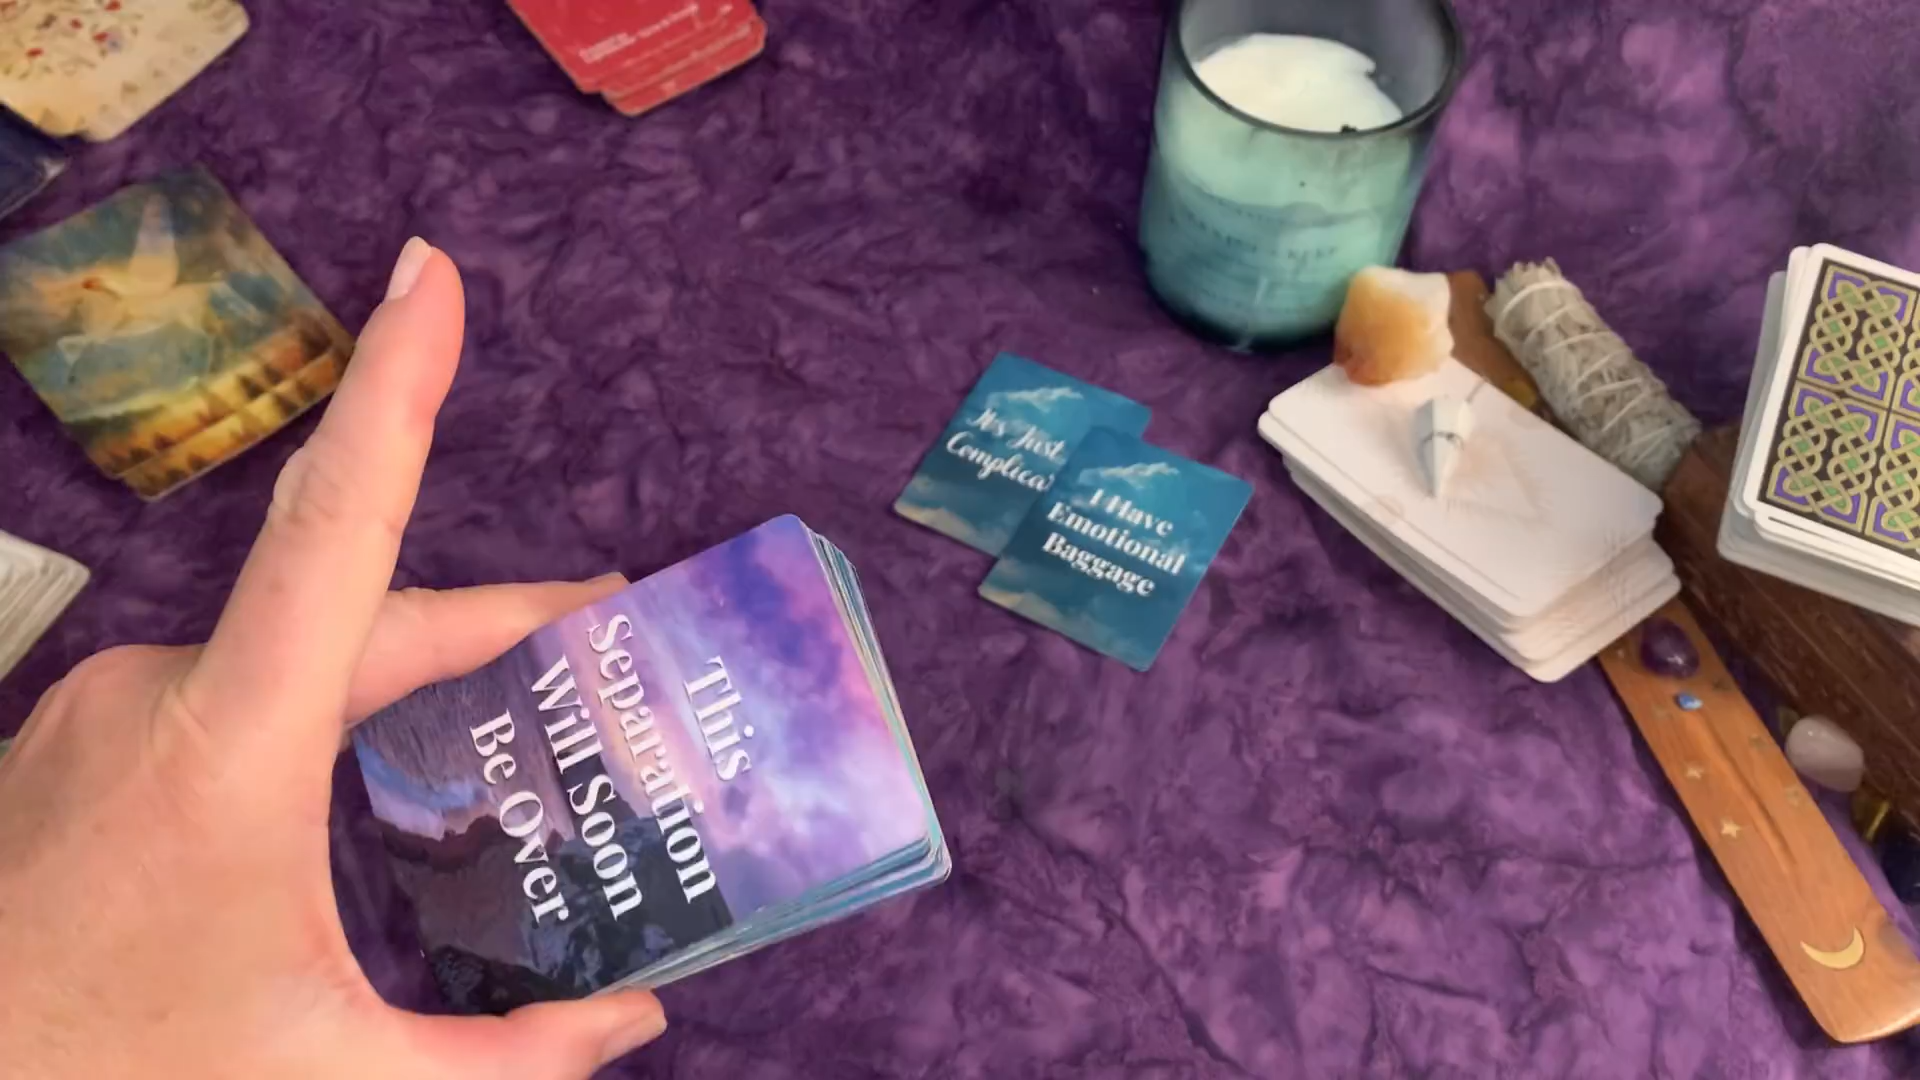 It's Just
I Have
Emotional
Baggage
This
Separation
Will Soon
Be Over